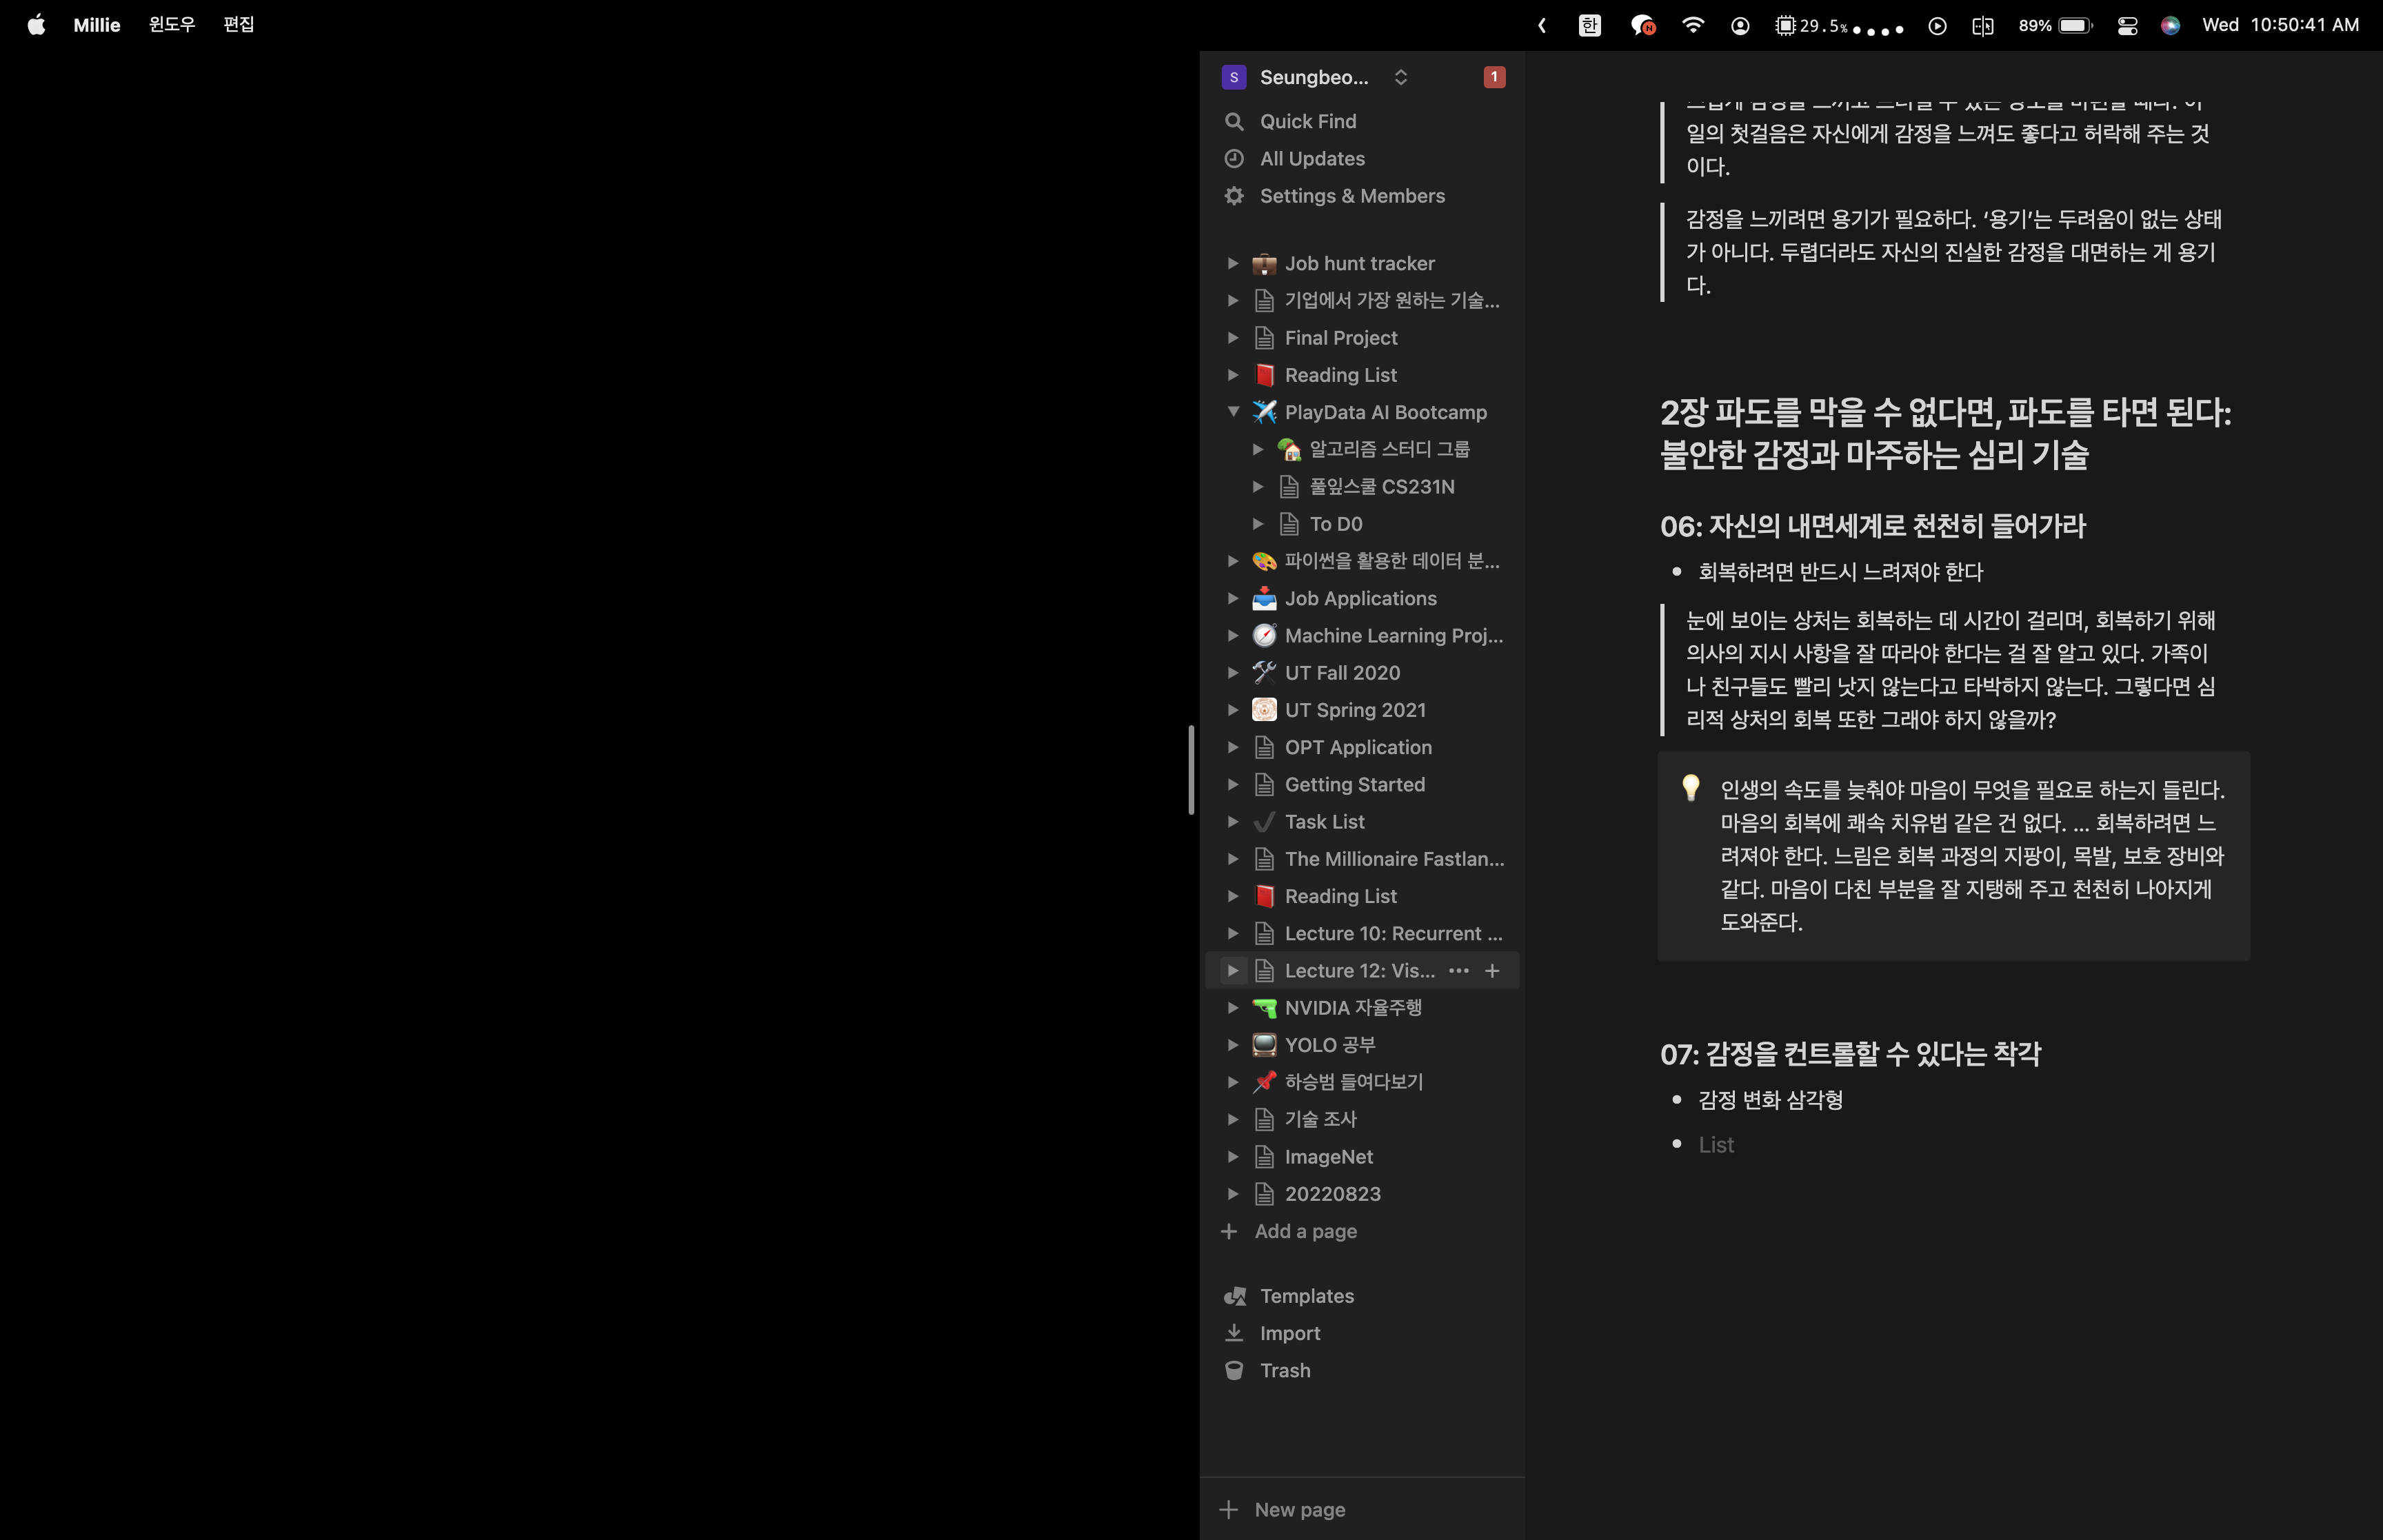 Millie 윈도우 편집
한 N 29.5% 89% Wed 10:50:41 AM
S Seungbeo... 1
Quick Find
All Updates
Settings & Members
Job hunt tracker
기업에서 가장 원하는 기술...
Final Project
Reading List
PlayData AI Bootcamp
알고리즘 스터디 그룹
풀잎스쿨 CS231N
To D0
파이썬을 활용한 데이터 분...
Job Applications
Machine Learning Proj...
UT Fall 2020
UT Spring 2021
OPT Application
Getting Started
Task List
The Millionaire Fastlan...
Reading List
Lecture 10: Recurrent ...
Lecture 12: Vis... ••• +
NVIDIA 자율주행
YOLO 공부
하승범 들여다보기
기술 조사
ImageNet
20220823
+ Add a page
Templates
Import
Trash
+ New page
일의 첫걸음은 자신에게 감정을 느껴도 좋다고 허락해 주는 것
이다.
감정을 느끼려면 용기가 필요하다. ‘용기’는 두려움이 없는 상태
가 아니다. 두렵더라도 자신의 진실한 감정을 대면하는 게 용기
다.
2장 파도를 막을 수 없다면, 파도를 타면 된다:
불안한 감정과 마주하는 심리 기술
06: 자신의 내면세계로 천천히 들어가라
• 회복하려면 반드시 느려져야 한다
눈에 보이는 상처는 회복하는 데 시간이 걸리며, 회복하기 위해
의사의 지시 사항을 잘 따라야 한다는 걸 잘 알고 있다. 가족이
나 친구들도 빨리 낫지 않는다고 타박하지 않는다. 그렇다면 심
리적 상처의 회복 또한 그래야 하지 않을까?
인생의 속도를 늦춰야 마음이 무엇을 필요로 하는지 들린다.
마음의 회복에 쾌속 치유법 같은 건 없다. ... 회복하려면 느
려져야 한다. 느림은 회복 과정의 지팡이, 목발, 보호 장비와
같다. 마음이 다친 부분을 잘 지탱해 주고 천천히 나아지게
도와준다.
07: 감정을 컨트롤할 수 있다는 착각
• 감정 변화 삼각형
• List